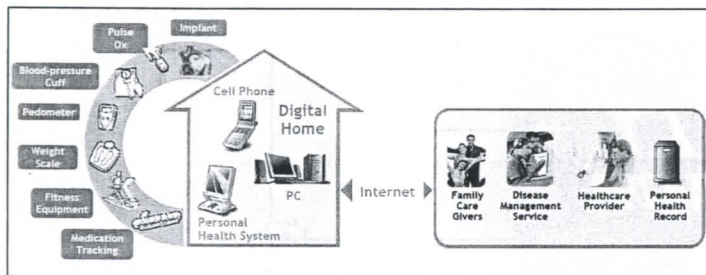 Implant
Pulse
Ox
Blood-pressure
Cuff
Pedometer
Weight
Scale
Fitness
Equipment
Medication
Tracking
Cell Phone
Digital
Home
PC
Personal
Health System
Internet
Family
Care
Givers
Disease
Management
Service
Healthcare
Provider
Personal
Health
Record